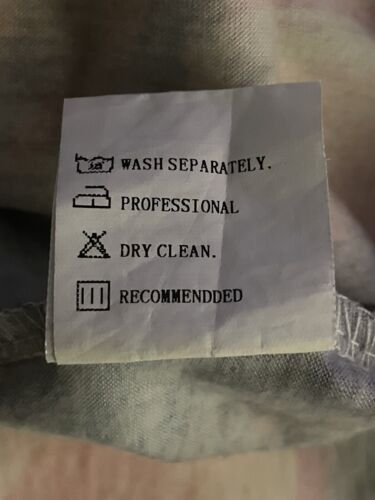 WASH SEPARATELY.
PROFESSIONAL
DRY CLEAN.
RECOMMENDDED